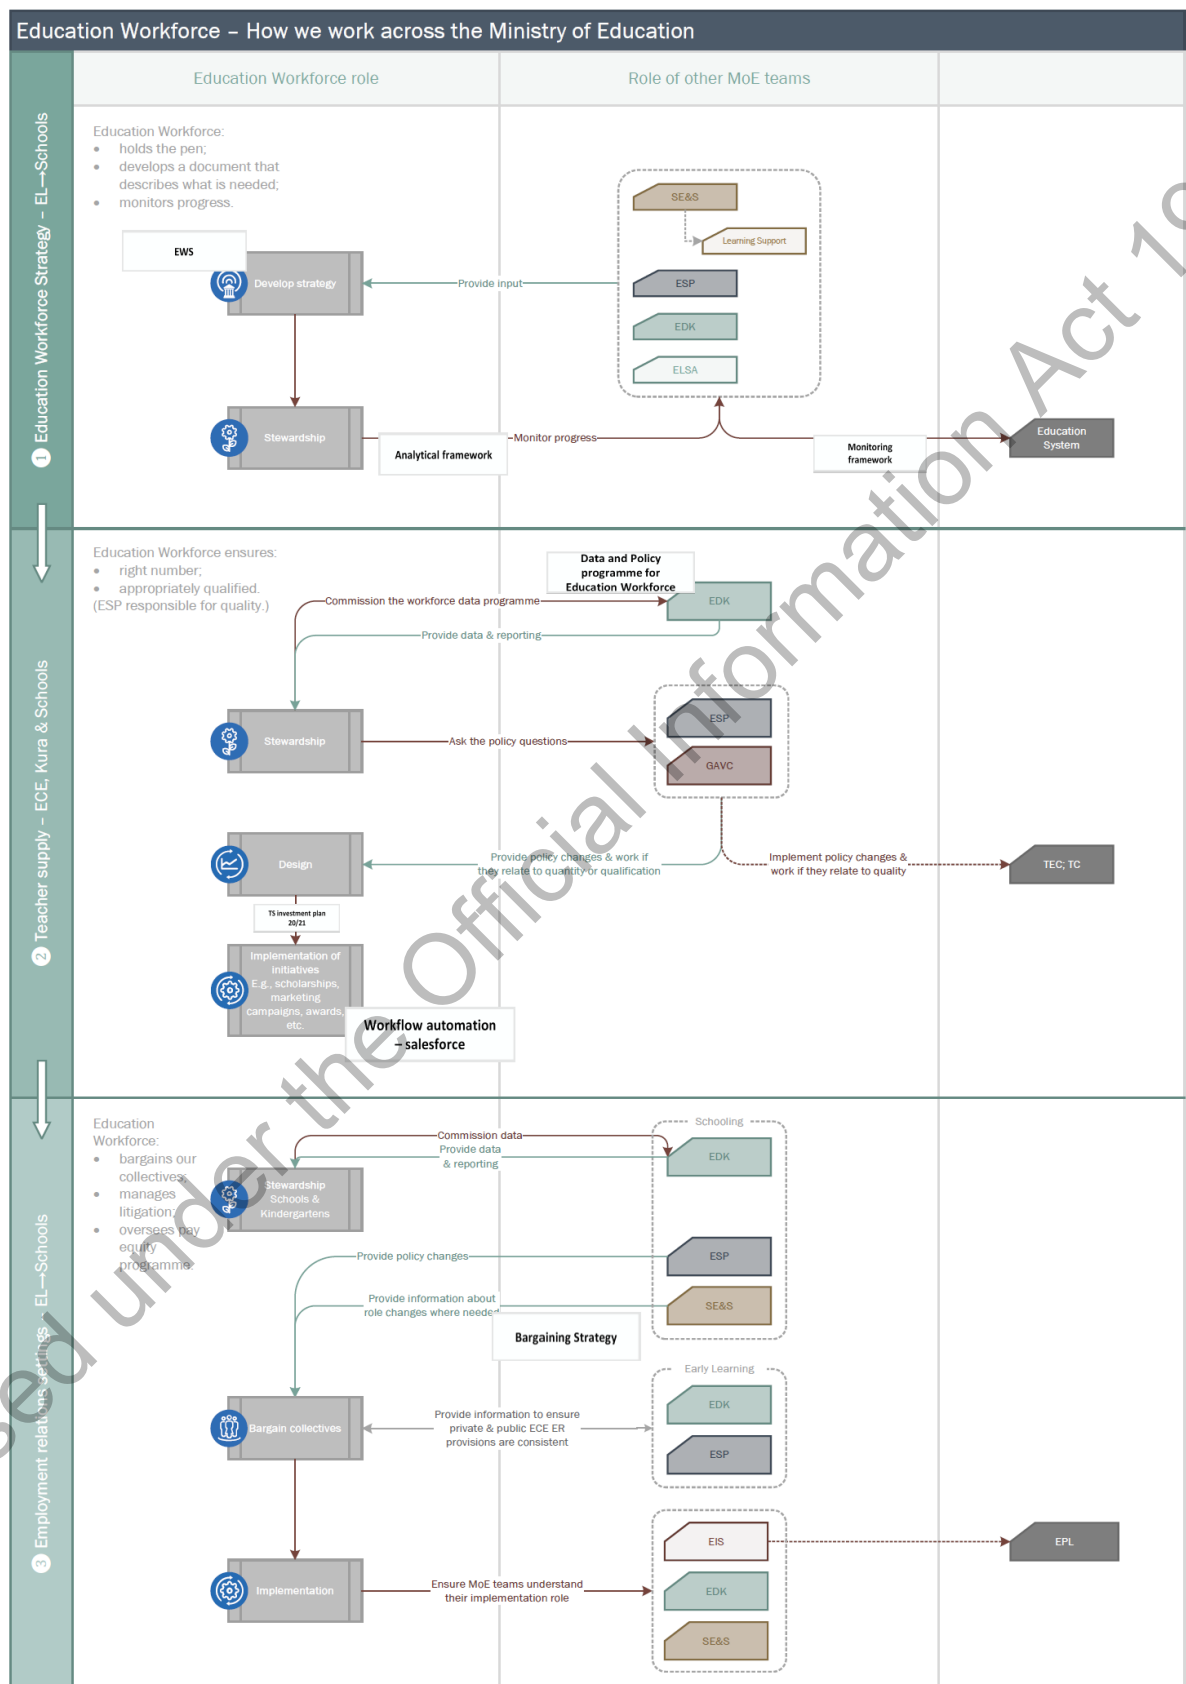 Education Workforce – How we work across the Ministry of Education
Education Workforce role
Role of other MoE teams
1 Education Workforce Strategy – EL→Schools
Education Workforce:
• holds the pen;
• develops a document that
describes what is needed;
• monitors progress.
EWS
Develop strategy
Provide input
SE&S
Learning Support
ESP
EDK
ELSA
Stewardship
Analytical framework
Monitor progress
Monitoring
framework
Education
System
2 Teacher supply – ECE, Kura & Schools
Education Workforce ensures:
• right number;
• appropriately qualified.
(ESP responsible for quality.)
Data and Policy
programme for
Education Workforce
Commission the workforce data programme
EDK
Provide data & reporting
Stewardship
Ask the policy questions
ESP
GAVC
Design
Provide policy changes & work if
they relate to quantity or qualification
Implement policy changes &
work if they relate to quality
TEC; TC
TS investment plan
20/21
Implementation of
initiatives
E.g., scholarships,
marketing
campaigns, awards,
etc.
Workflow automation
– salesforce
3 Employment relations settings – EL→Schools
Education
Workforce:
• bargains our
collectives;
• manages
litigation;
• oversees pay
equity
programme.
Schooling
Commission data
Provide data
& reporting
EDK
Stewardship
Schools &
Kindergartens
Provide policy changes
ESP
Provide information about
role changes where needed
SE&S
Bargaining Strategy
Early Learning
EDK
Bargain collectives
Provide information to ensure
private & public ECE ER
provisions are consistent
ESP
EIS
EPL
Implementation
Ensure MoE teams understand
their implementation role
EDK
SE&S
sed under the Official Information Act 19